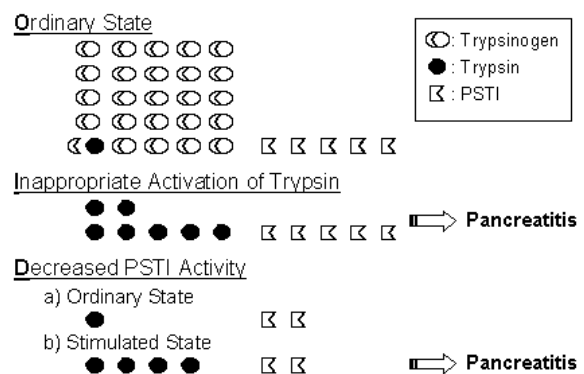 Ordinary State
: Trypsinogen
: Trypsin
: PSTI
Inappropriate Activation of Trypsin
Pancreatitis
Decreased PSTI Activity
a) Ordinary State
b) Stimulated State
Pancreatitis